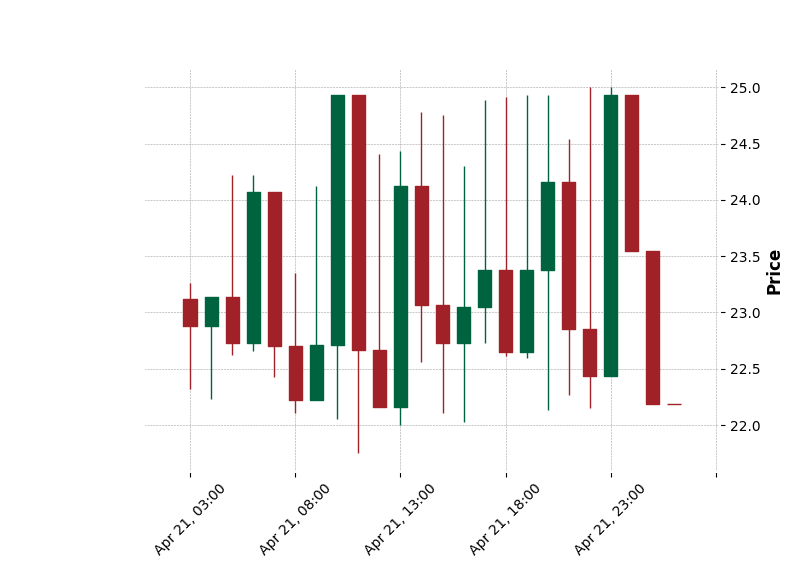 25.0
24.5
24.0
23.5
23.0
22.5
22.0
Price
Apr 21, 03:00
Apr 21, 08:00
Apr 21, 13:00
Apr 21, 18:00
Apr 21, 23:00